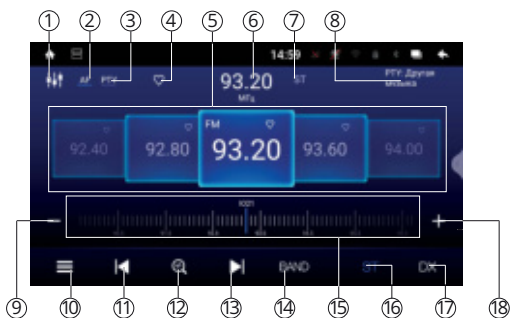 ① ② ③ ④ ⑤ ⑥ ⑦ ⑧
14:59
AF PTY 93.20 ST PTY: Другая
МГц музыка
FM
92.40 92.80 93.20 93.60 94.00
⑨ ⑩ ⑪ ⑫ ⑬ ⑭ ⑮ ⑯ ⑰ ⑱
BAND ST DX